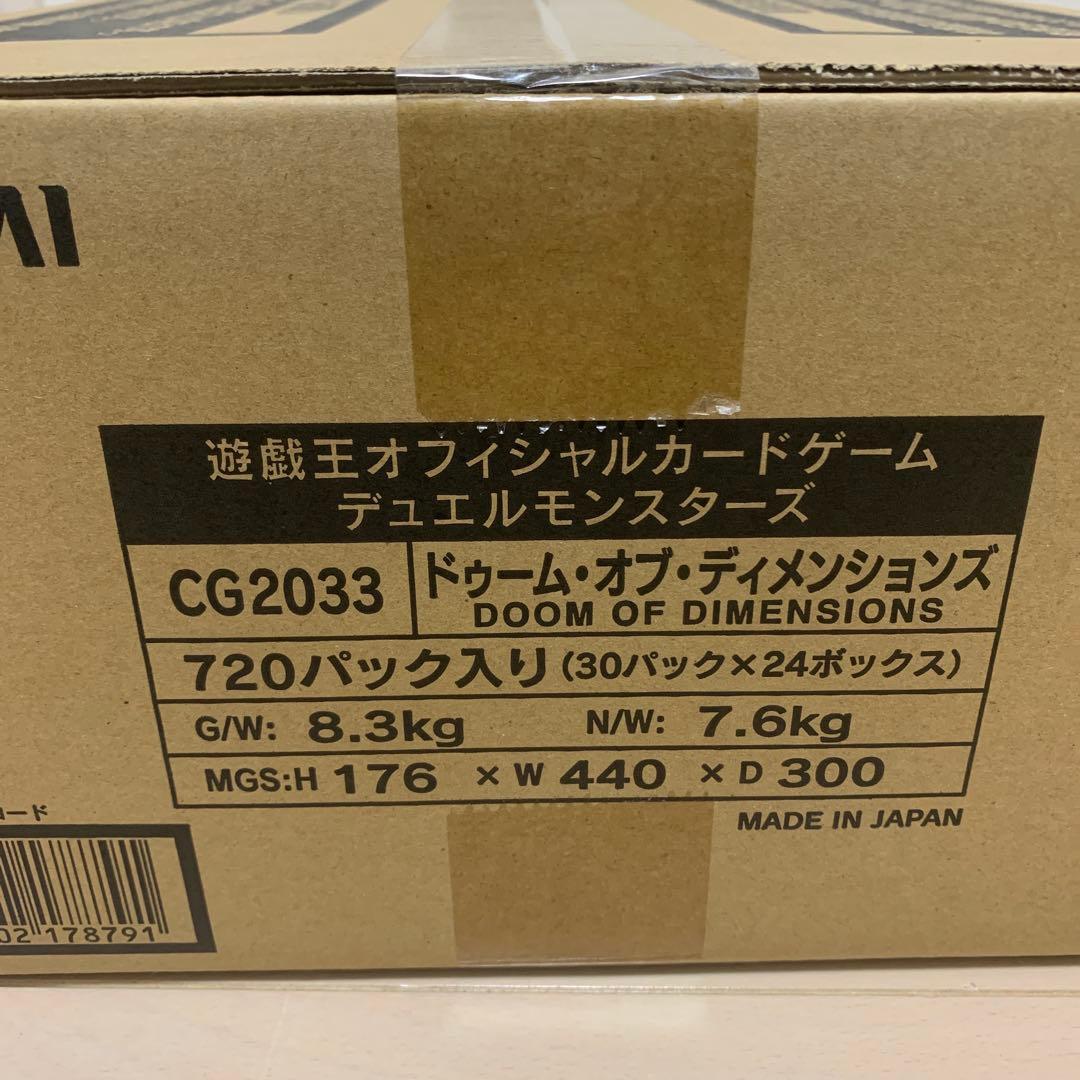 MI
遊戯王オフィシャルカードゲーム
デュエルモンスターズ
CG2033
ドゥーム・オブ・ディメンションズ
DOOM OF DIMENSIONS
720パック入り(30パック×24ボックス)
G/W: 8.3kg N/W: 7.6kg
MGS:H 176 × W 440 × D 300
MADE IN JAPAN
コード
02 178791